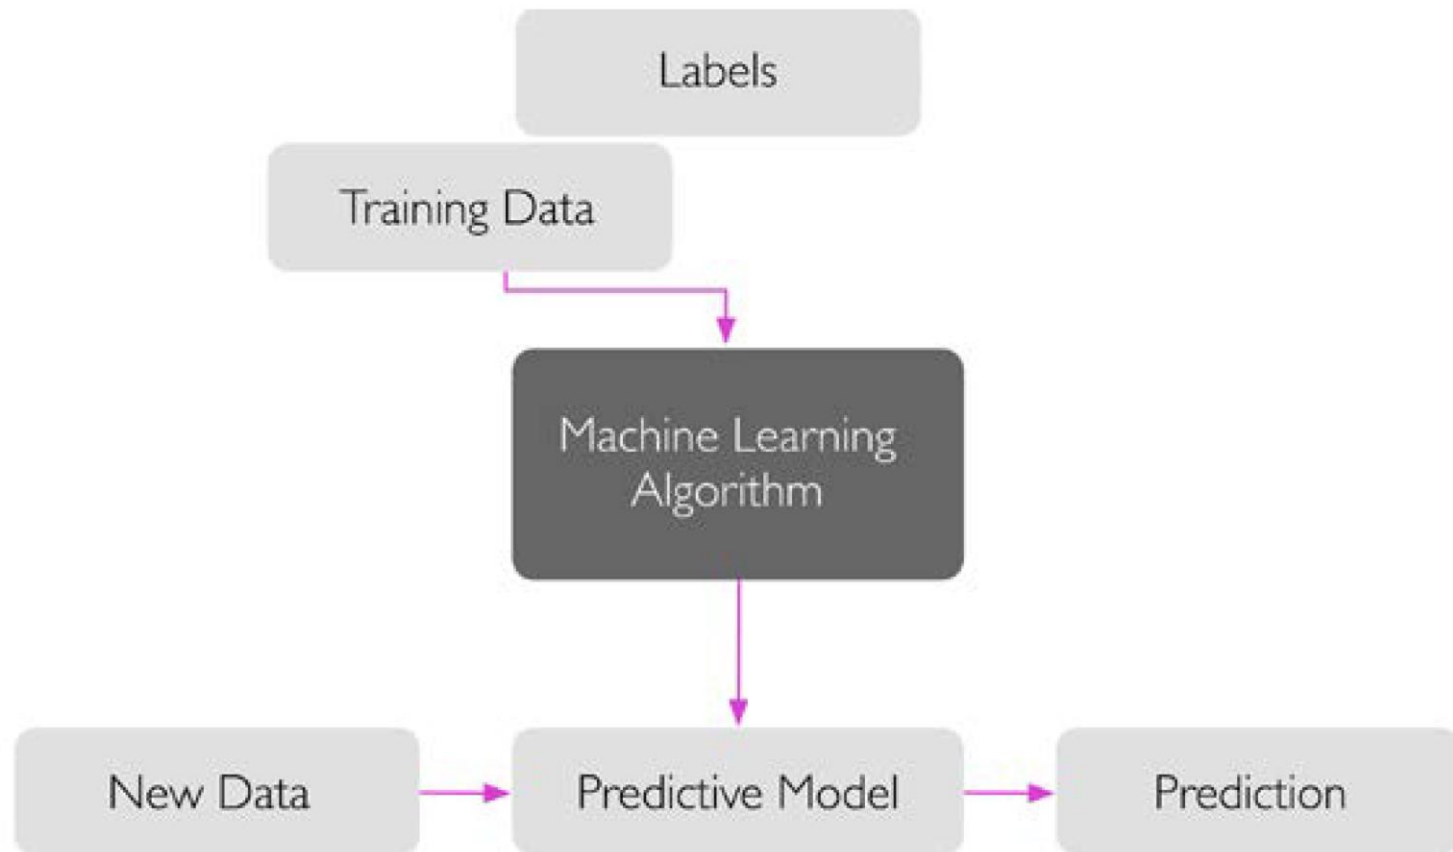 Labels
Training Data
Machine Learning
Algorithm
New Data
Predictive Model
Prediction